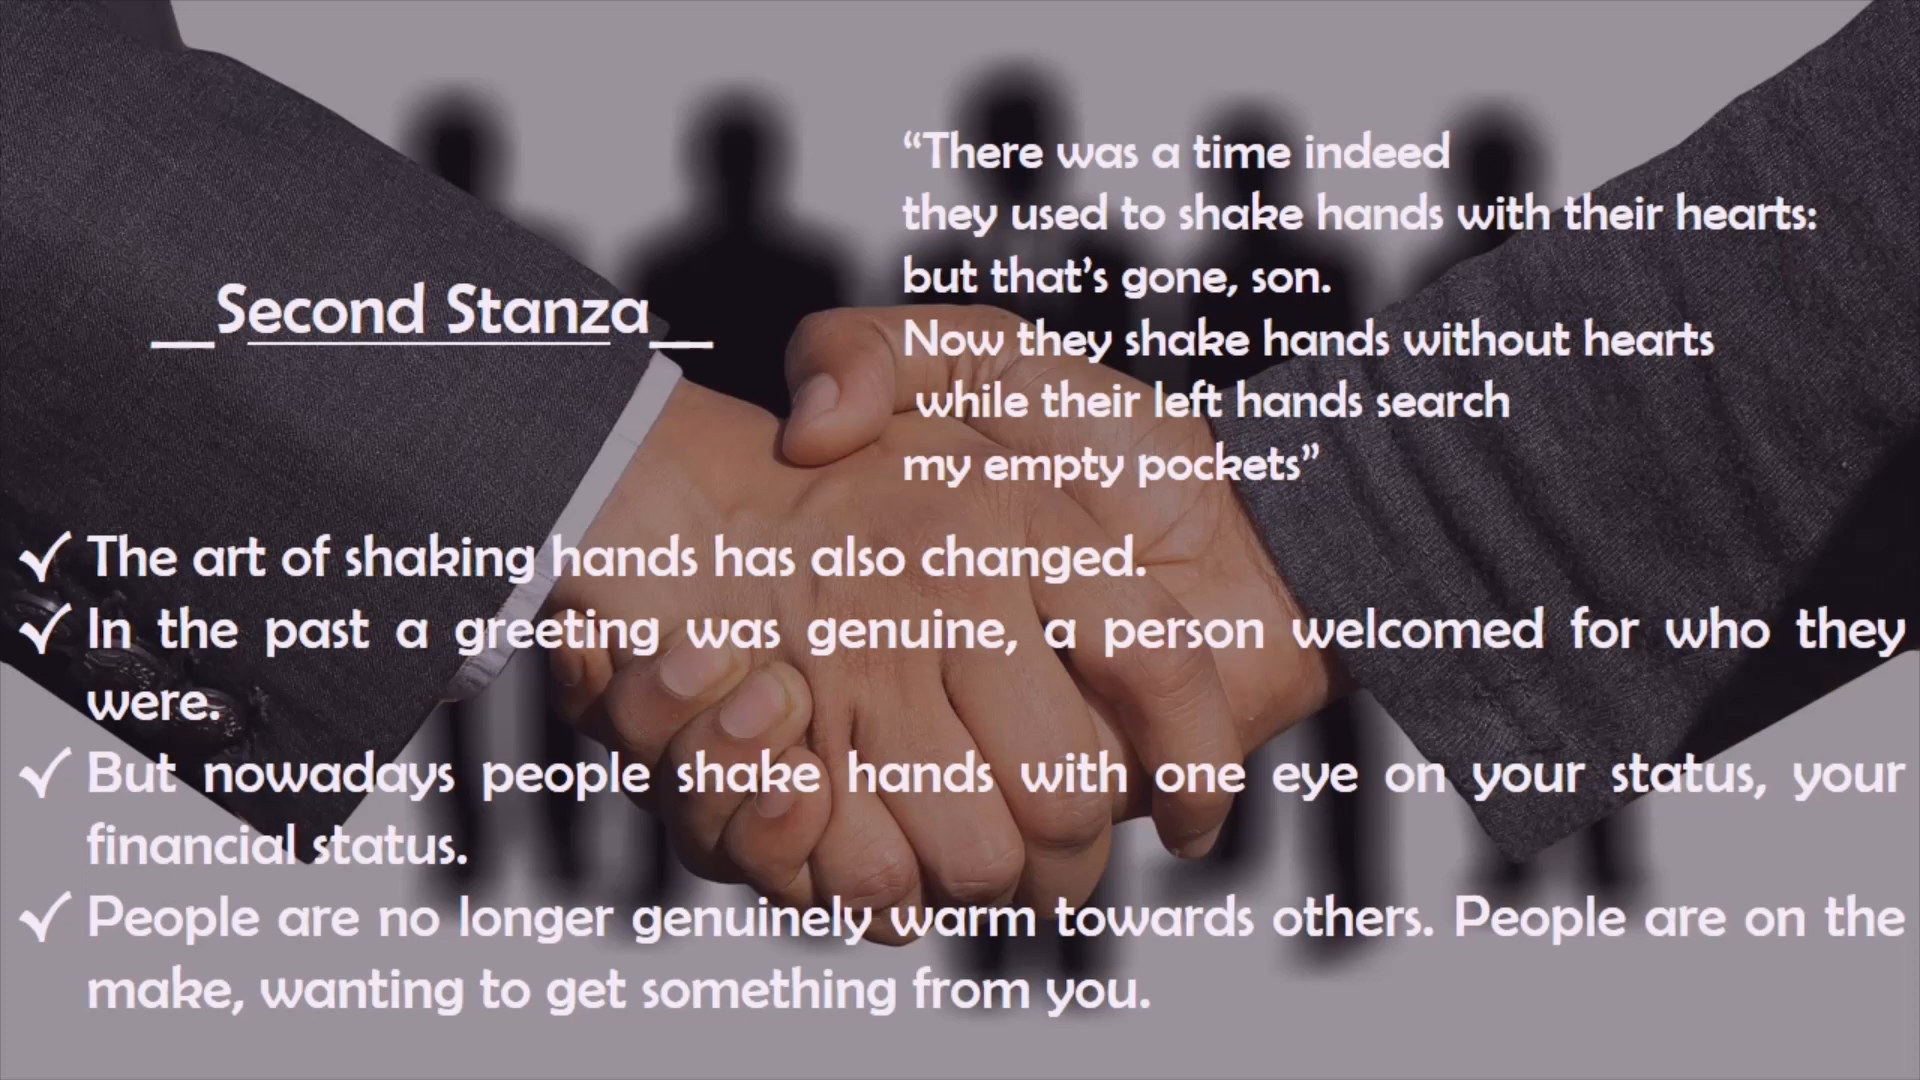 __Second Stanza__
“There was a time indeed
they used to shake hands with their hearts:
but that’s gone, son.
Now they shake hands without hearts
while their left hands search
my empty pockets”
✓ The art of shaking hands has also changed.
✓ In the past a greeting was genuine, a person welcomed for who they
were.
✓ But nowadays people shake hands with one eye on your status, your
financial status.
✓ People are no longer genuinely warm towards others. People are on the
make, wanting to get something from you.